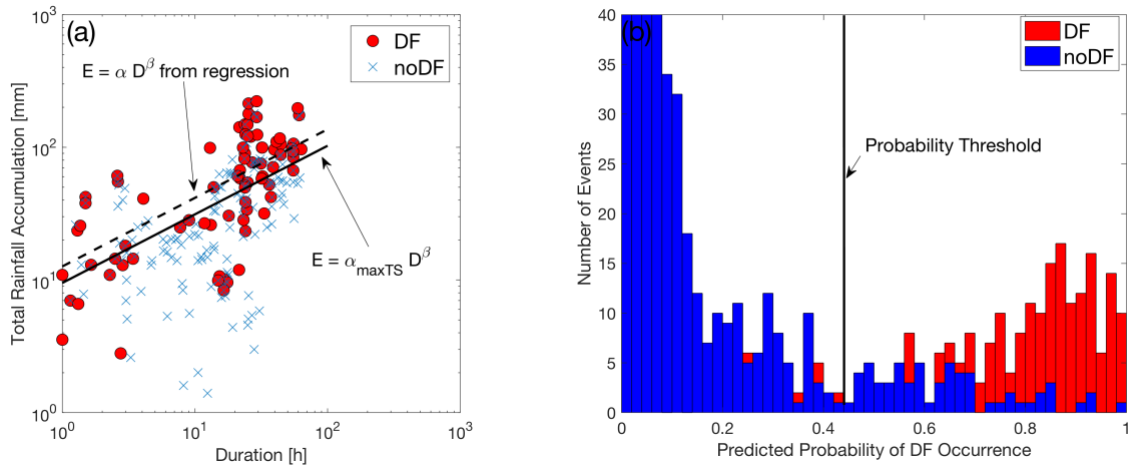 (a)
DF
noDF
E = α D^β from regression
E = α_maxTS D^β
10^3
10^2
10^1
10^0
Total Rainfall Accumulation [mm]
10^0 10^1 10^2 10^3
Duration [h]
(b)
DF
noDF
Probability Threshold
40
35
30
25
20
15
10
5
0
Number of Events
0 0.2 0.4 0.6 0.8 1
Predicted Probability of DF Occurrence